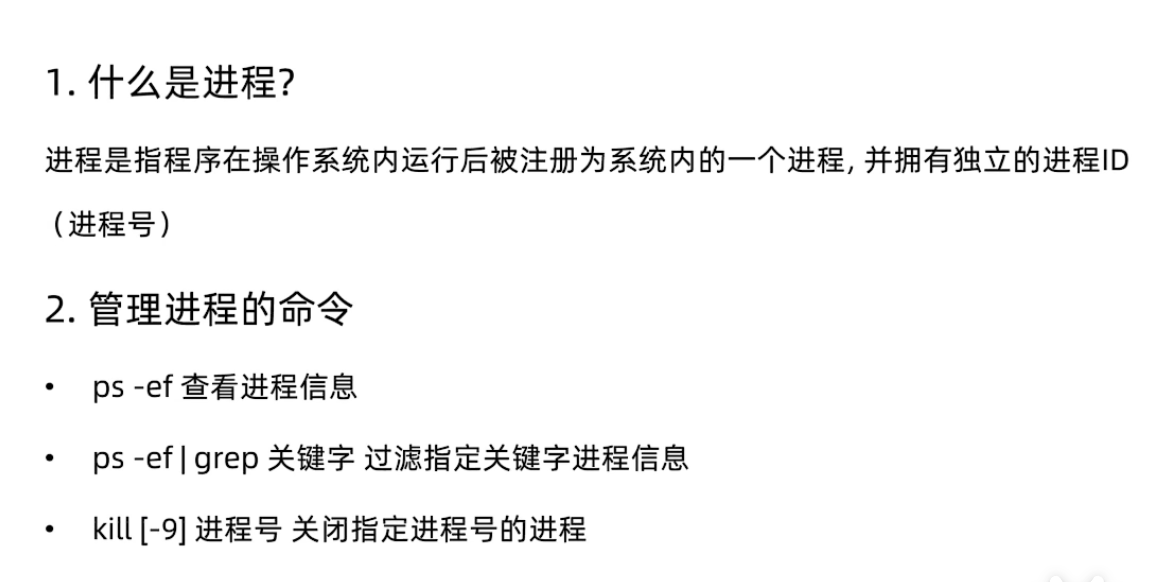 1. 什么是进程?
进程是指程序在操作系统内运行后被注册为系统内的一个进程, 并拥有独立的进程ID
（进程号）
2. 管理进程的命令
• ps -ef 查看进程信息
• ps -ef | grep 关键字 过滤指定关键字进程信息
• kill [-9] 进程号 关闭指定进程号的进程